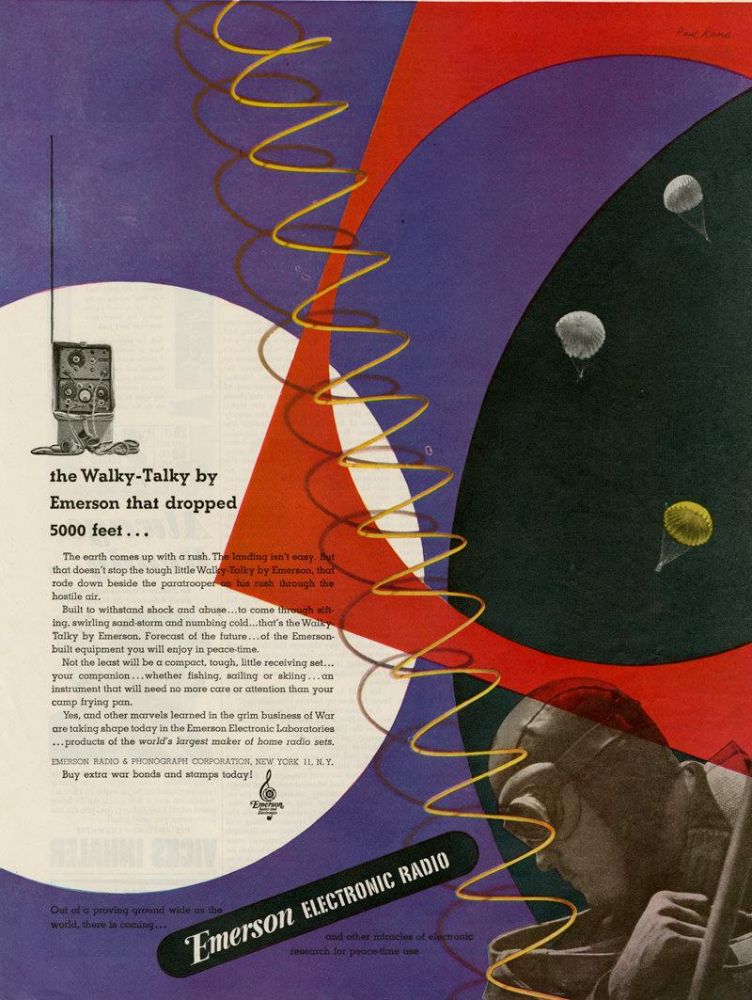 Paul Rand
the Walky-Talky by
Emerson that dropped
5000 feet...
The earth comes up with a rush. The landing isn't easy. But
that doesn't stop the tough little Walky-Talky by Emerson, that
rode down beside the paratrooper on his rush through the
hostile air.
Built to withstand shock and abuse...to come through sift-
ing, swirling sand-storm and numbing cold...that's the Walky-
Talky by Emerson. Forecast of the future...of the Emerson-
built equipment you will enjoy in peace-time.
Not the least will be a compact, tough, little receiving set...
your companion...whether fishing, sailing or skiing...an
instrument that will need no more care or attention than your
camp frying pan.
Yes, and other marvels learned in the grim business of War
are taking shape today in the Emerson Electronic Laboratories
...products of the world's largest maker of home radio sets.
EMERSON RADIO & PHONOGRAPH CORPORATION, NEW YORK 11, N.Y.
Buy extra war bonds and stamps today!
Emerson
Radio and
Electronics
Out of a proving ground wide as the
world, there is coming...
Emerson ELECTRONIC RADIO
and other miracles of electronic
research for peace-time use
VICKS INHALER